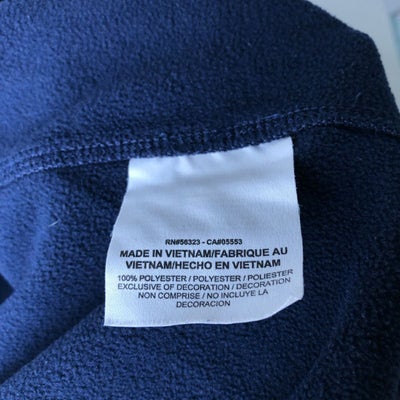 RN#56323 - CA#05553
MADE IN VIETNAM/FABRIQUE AU
VIETNAM/HECHO EN VIETNAM
100% POLYESTER / POLYESTER / POLIESTER
EXCLUSIVE OF DECORATION / DECORATION
NON COMPRISE / NO INCLUYE LA
DECORACION